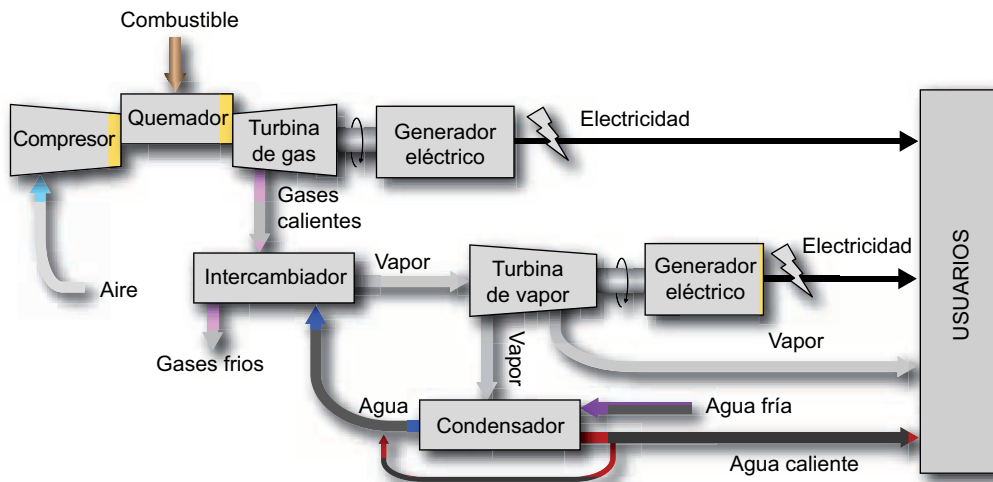 Combustible
Compresor
Quemador
Turbina
de gas
Generador
eléctrico
Electricidad
Gases
calientes
Aire
Intercambiador
Vapor
Turbina
de vapor
Generador
eléctrico
Electricidad
USUARIOS
Gases frios
Vapor
Vapor
Agua
Condensador
Agua fría
Agua caliente